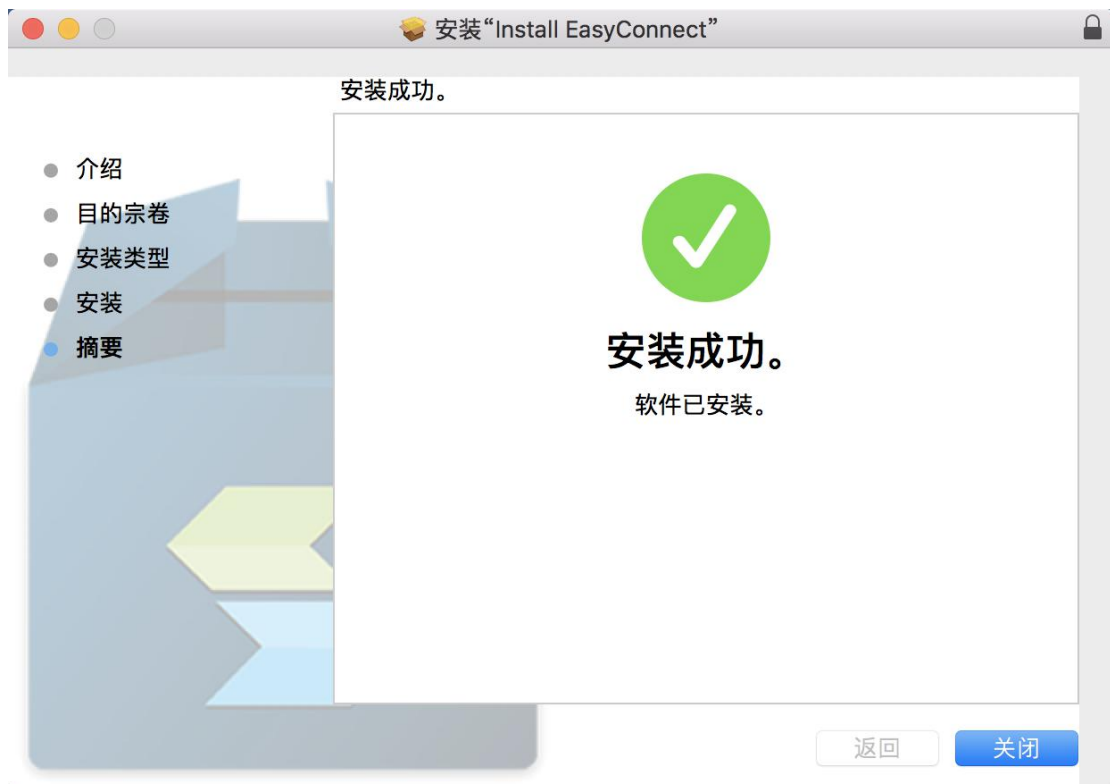 安装“Install EasyConnect”
安装成功。
介绍
目的宗卷
安装类型
安装
摘要
安装成功。
软件已安装。
返回
关闭